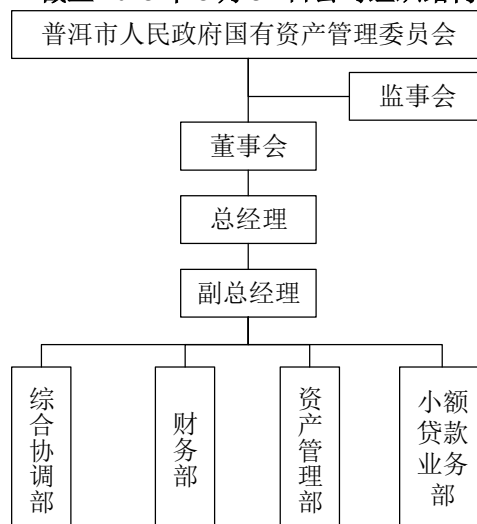 普洱市人民政府国有资产管理委员会
监事会
董事会
总经理
副总经理
综合协调部
财务部
资产管理部
小额贷款业务部